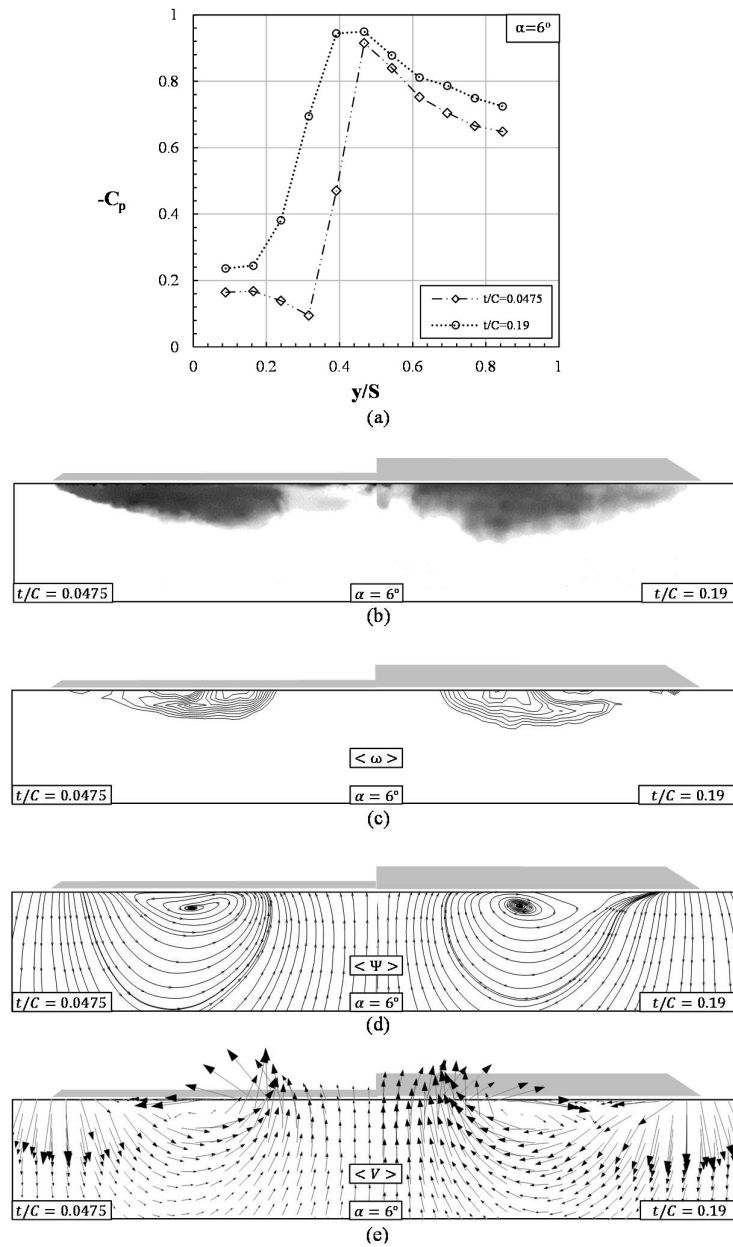 -1
α=6°
0.8
0.6
-Cₚ
0.4
0.2
t/C=0.0475
t/C=0.19
0
0 0.2 0.4 0.6 0.8 1
y/S
(a)
t/C = 0.0475 α = 6° t/C = 0.19
(b)
< ω >
t/C = 0.0475 α = 6° t/C = 0.19
(c)
< Ψ >
t/C = 0.0475 α = 6° t/C = 0.19
(d)
< V >
t/C = 0.0475 α = 6° t/C = 0.19
(e)